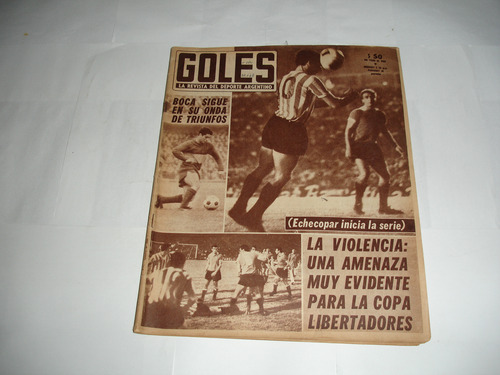 GOLES
LA REVISTA DEL DEPORTE ARGENTINO
$ 50
BOCA SIGUE
EN SU ONDA
DE TRIUNFOS
(Echecopar inicia la serie)
LA VIOLENCIA:
UNA AMENAZA
MUY EVIDENTE
PARA LA COPA
LIBERTADORES